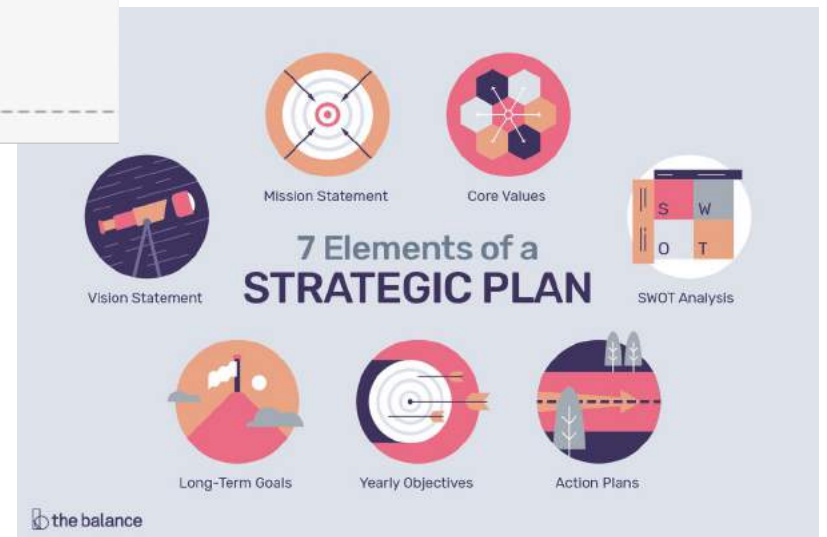 Mission Statement
Core Values
S W
O T
Vision Statement
7 Elements of a
STRATEGIC PLAN
SWOT Analysis
Long-Term Goals
Yearly Objectives
Action Plans
the balance